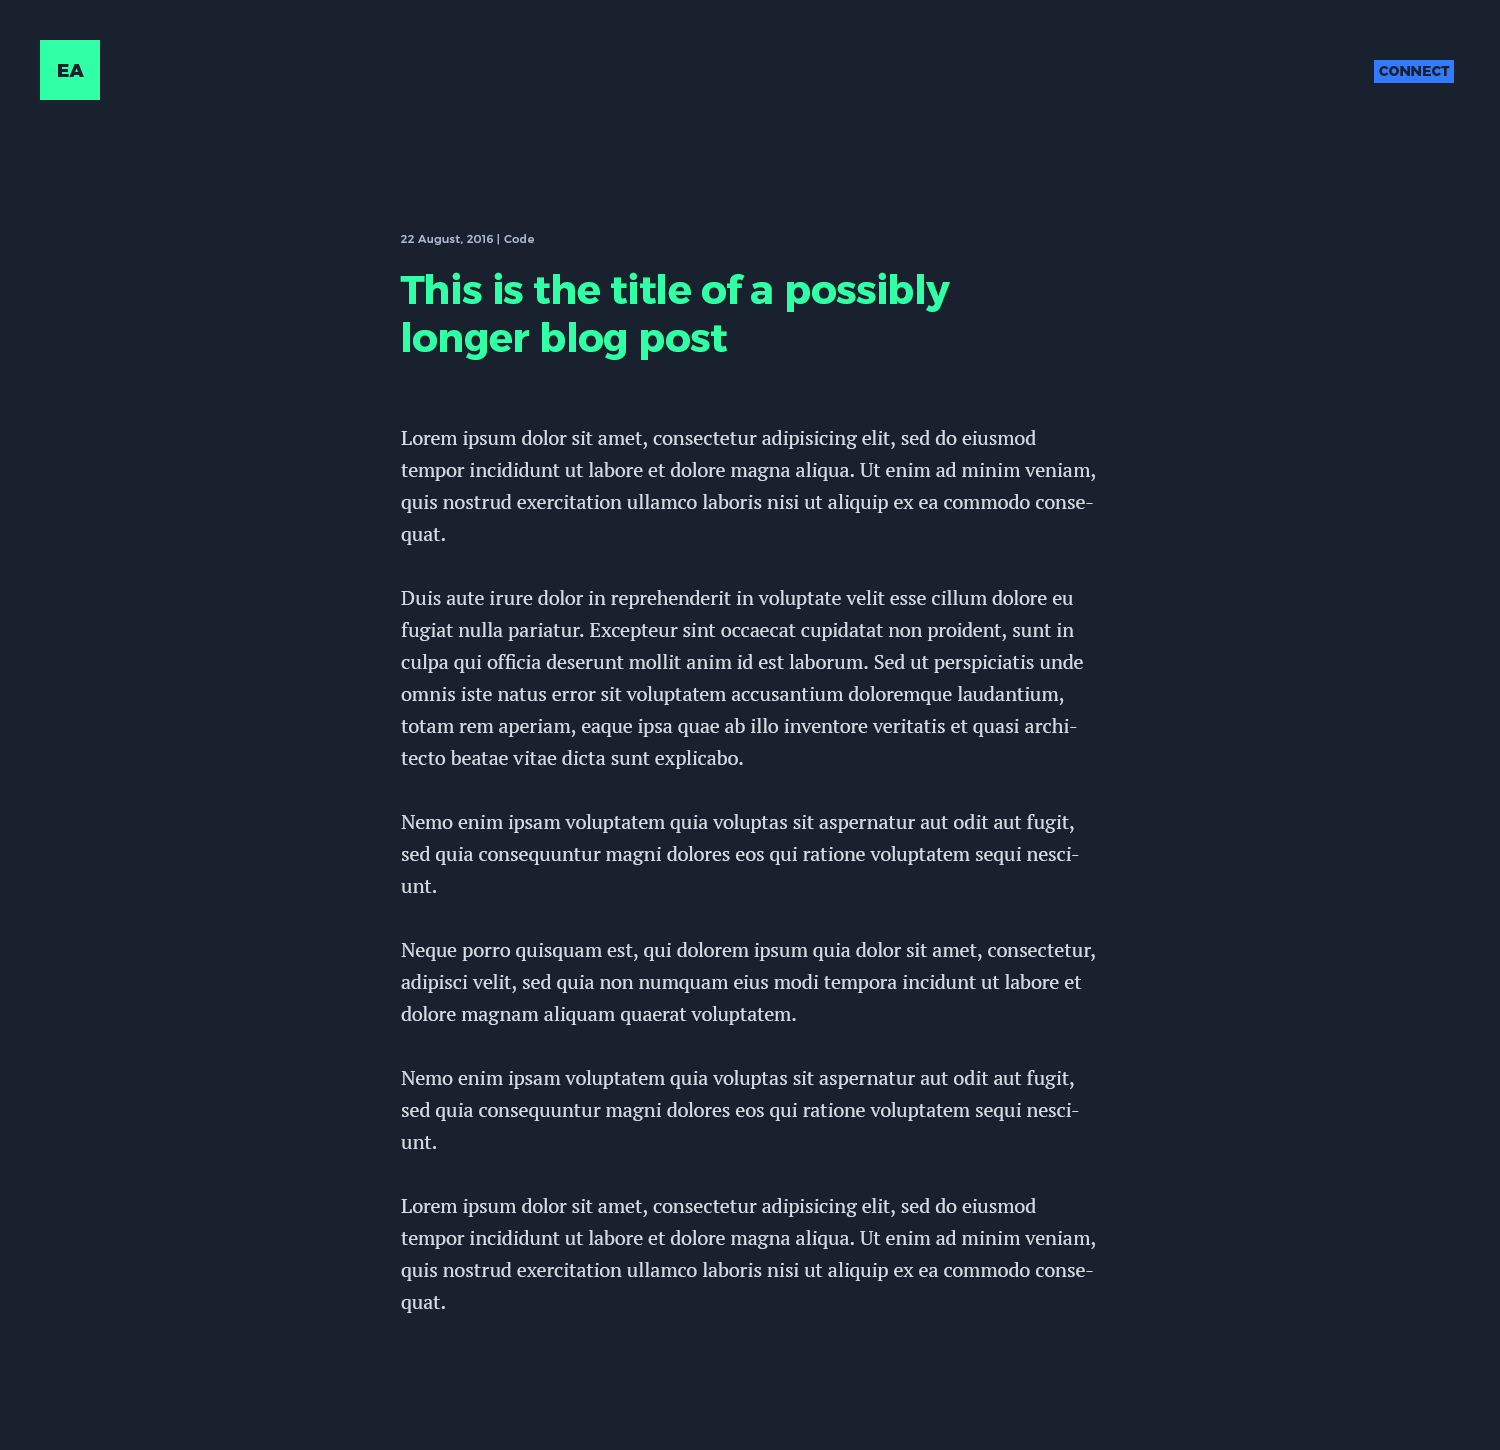 EA
CONNECT
22 August, 2016 | Code
This is the title of a possibly
longer blog post
Lorem ipsum dolor sit amet, consectetur adipisicing elit, sed do eiusmod
tempor incididunt ut labore et dolore magna aliqua. Ut enim ad minim veniam,
quis nostrud exercitation ullamco laboris nisi ut aliquip ex ea commodo conse-
quat.
Duis aute irure dolor in reprehenderit in voluptate velit esse cillum dolore eu
fugiat nulla pariatur. Excepteur sint occaecat cupidatat non proident, sunt in
culpa qui officia deserunt mollit anim id est laborum. Sed ut perspiciatis unde
omnis iste natus error sit voluptatem accusantium doloremque laudantium,
totam rem aperiam, eaque ipsa quae ab illo inventore veritatis et quasi archi-
tecto beatae vitae dicta sunt explicabo.
Nemo enim ipsam voluptatem quia voluptas sit aspernatur aut odit aut fugit,
sed quia consequuntur magni dolores eos qui ratione voluptatem sequi nesci-
unt.
Neque porro quisquam est, qui dolorem ipsum quia dolor sit amet, consectetur,
adipisci velit, sed quia non numquam eius modi tempora incidunt ut labore et
dolore magnam aliquam quaerat voluptatem.
Nemo enim ipsam voluptatem quia voluptas sit aspernatur aut odit aut fugit,
sed quia consequuntur magni dolores eos qui ratione voluptatem sequi nesci-
unt.
Lorem ipsum dolor sit amet, consectetur adipisicing elit, sed do eiusmod
tempor incididunt ut labore et dolore magna aliqua. Ut enim ad minim veniam,
quis nostrud exercitation ullamco laboris nisi ut aliquip ex ea commodo conse-
quat.